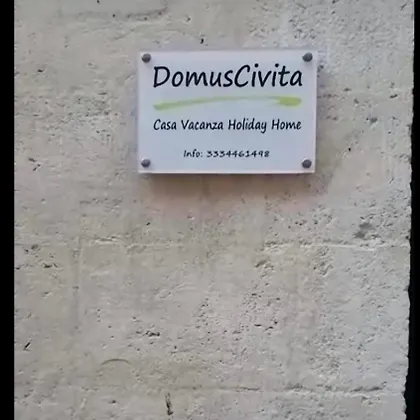 DomusCivita
Casa Vacanza Holiday Home
Info: 3334461498